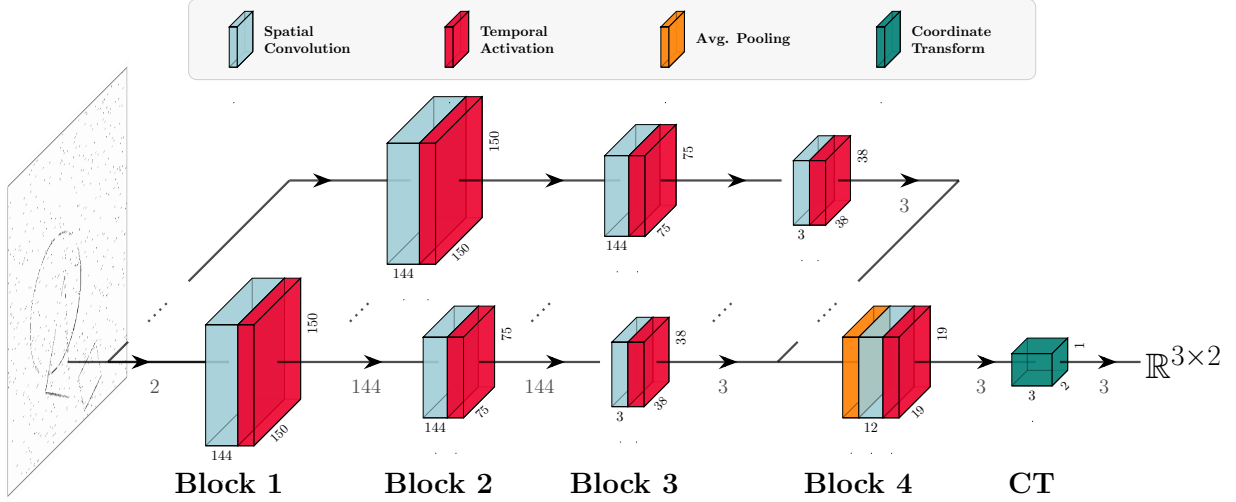 Spatial
Convolution
Temporal
Activation
Avg. Pooling
Coordinate
Transform
150
150
144
75
75
144
38
38
3
3
150
150
144
2
75
75
144
144
38
38
3
144
19
19
12
3
1
2
3
3
3
ℝ^{3×2}
Block 1
Block 2
Block 3
Block 4
CT